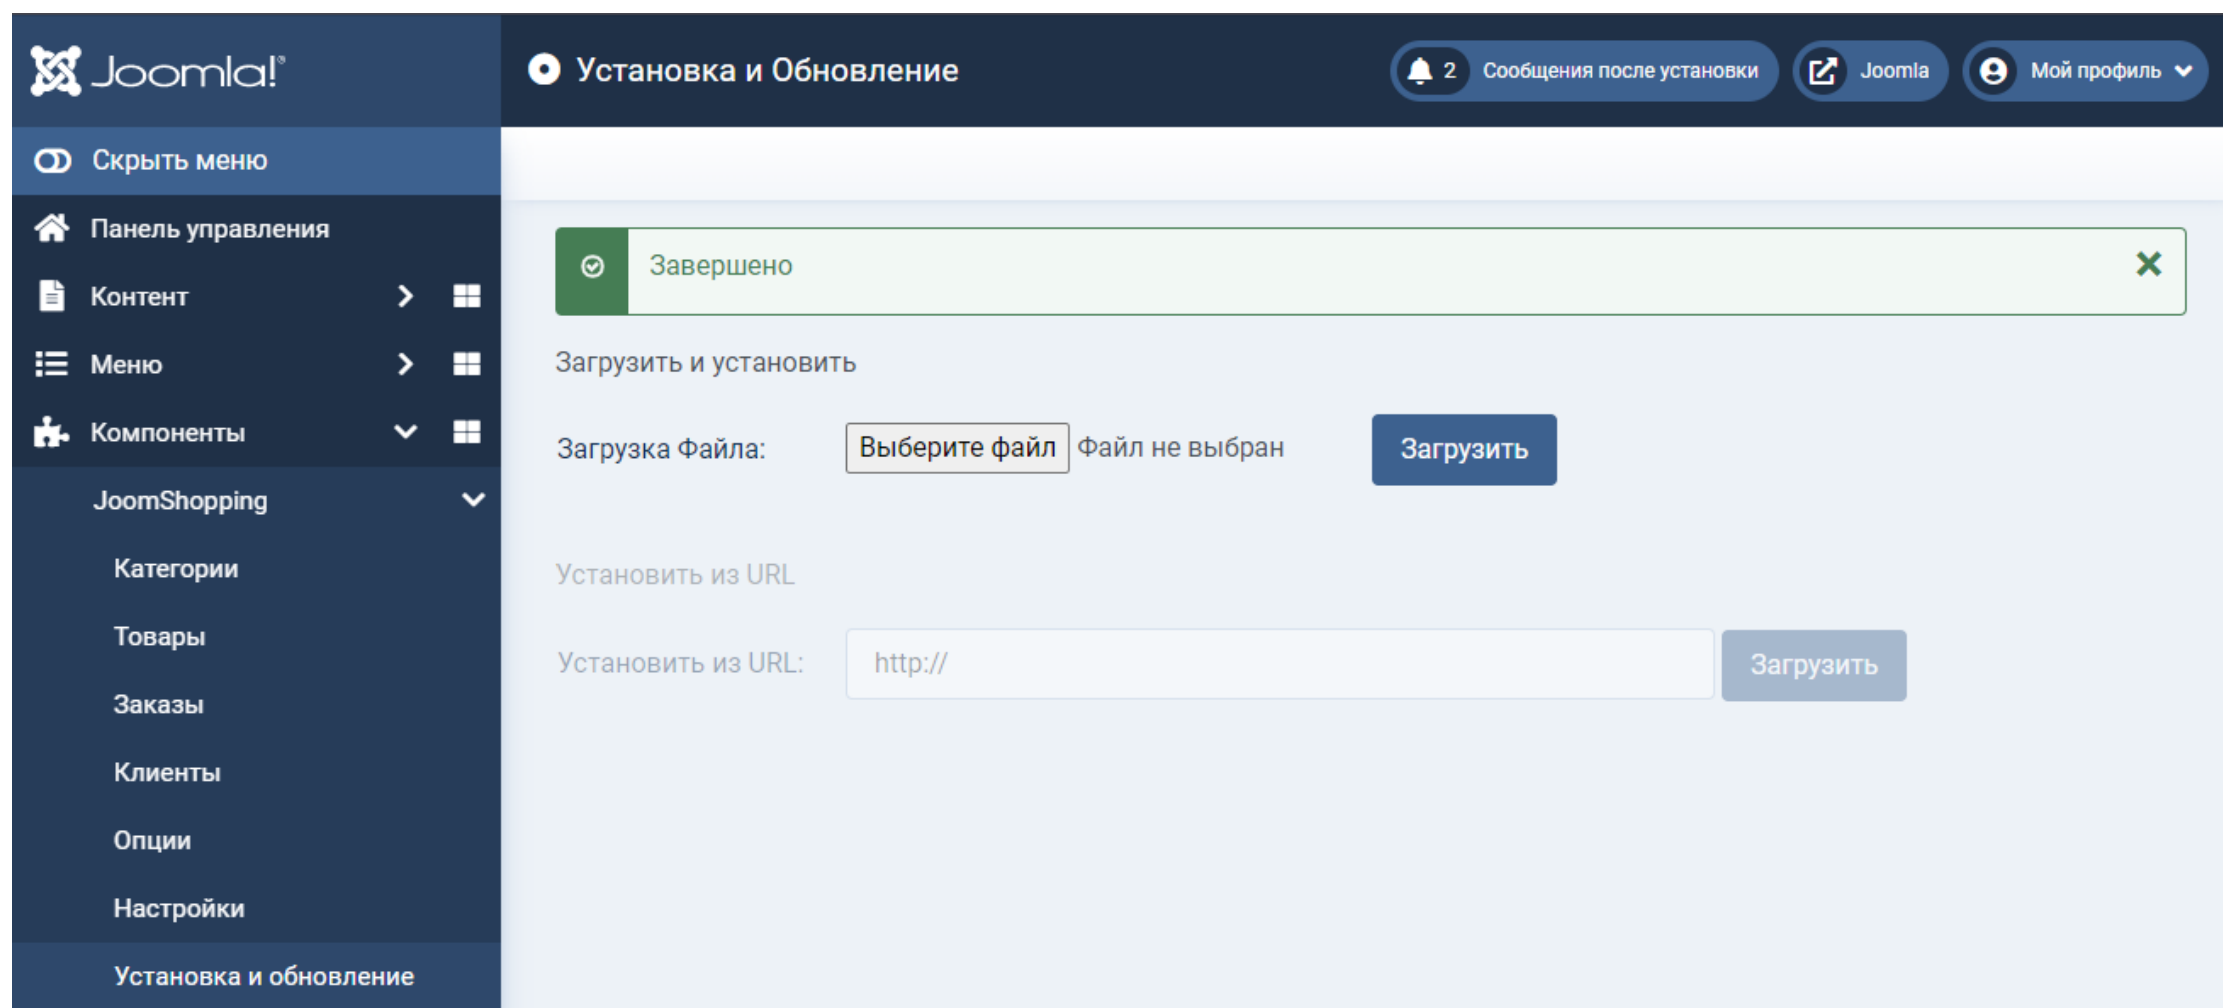 Joomla!®
Установка и Обновление
2 Сообщения после установки
Joomla
Мой профиль
Скрыть меню
Панель управления
Контент
Меню
Компоненты
JoomShopping
Категории
Товары
Заказы
Клиенты
Опции
Настройки
Установка и обновление
Завершено
Загрузить и установить
Загрузка Файла: Выберите файл Файл не выбран Загрузить
Установить из URL
Установить из URL: http:// Загрузить